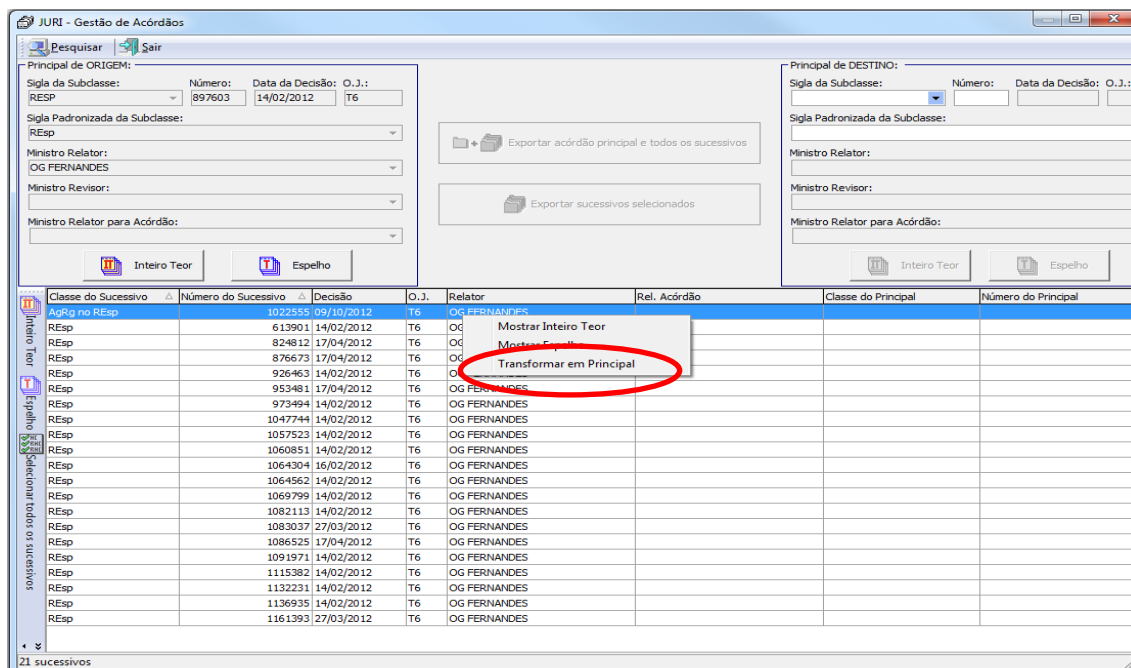 JURI - Gestão de Acórdãos
Pesquisar Sair
Principal de ORIGEM:
Sigla da Subclasse: Número: Data da Decisão: O.J.:
RESP 897603 14/02/2012 T6
Sigla Padronizada da Subclasse:
REsp
Ministro Relator:
OG FERNANDES
Ministro Revisor:
Ministro Relator para Acórdão:
Inteiro Teor Espelho
Exportar acórdão principal e todos os sucessivos
Exportar sucessivos selecionados
Principal de DESTINO:
Sigla da Subclasse: Número: Data da Decisão: O.J.:
Sigla Padronizada da Subclasse:
Ministro Relator:
Ministro Revisor:
Ministro Relator para Acórdão:
Inteiro Teor Espelho
Inteiro Teor Espelho Selecionar todos os sucessivos
Classe do Sucessivo Número do Sucessivo Decisão O.J. Relator Rel. Acórdão Classe do Principal Número do Principal
AgRg no REsp 1022555 09/10/2012 T6 OG FERNANDES
REsp 613901 14/02/2012 T6 OG
REsp 824812 17/04/2012 T6 OG
REsp 876673 17/04/2012 T6 OG
REsp 926463 14/02/2012 T6
REsp 953481 17/04/2012 T6 OG FERNANDES
REsp 973494 14/02/2012 T6 OG FERNANDES
REsp 1047744 14/02/2012 T6 OG FERNANDES
REsp 1057523 14/02/2012 T6 OG FERNANDES
REsp 1060851 14/02/2012 T6 OG FERNANDES
REsp 1064304 16/02/2012 T6 OG FERNANDES
REsp 1064562 14/02/2012 T6 OG FERNANDES
REsp 1069799 14/02/2012 T6 OG FERNANDES
REsp 1082113 14/02/2012 T6 OG FERNANDES
REsp 1083037 27/03/2012 T6 OG FERNANDES
REsp 1086525 17/04/2012 T6 OG FERNANDES
REsp 1091971 14/02/2012 T6 OG FERNANDES
REsp 1115382 14/02/2012 T6 OG FERNANDES
REsp 1132231 14/02/2012 T6 OG FERNANDES
REsp 1136935 14/02/2012 T6 OG FERNANDES
REsp 1161393 27/03/2012 T6 OG FERNANDES
Mostrar Inteiro Teor
Mostrar Espelho
Transformar em Principal
21 sucessivos